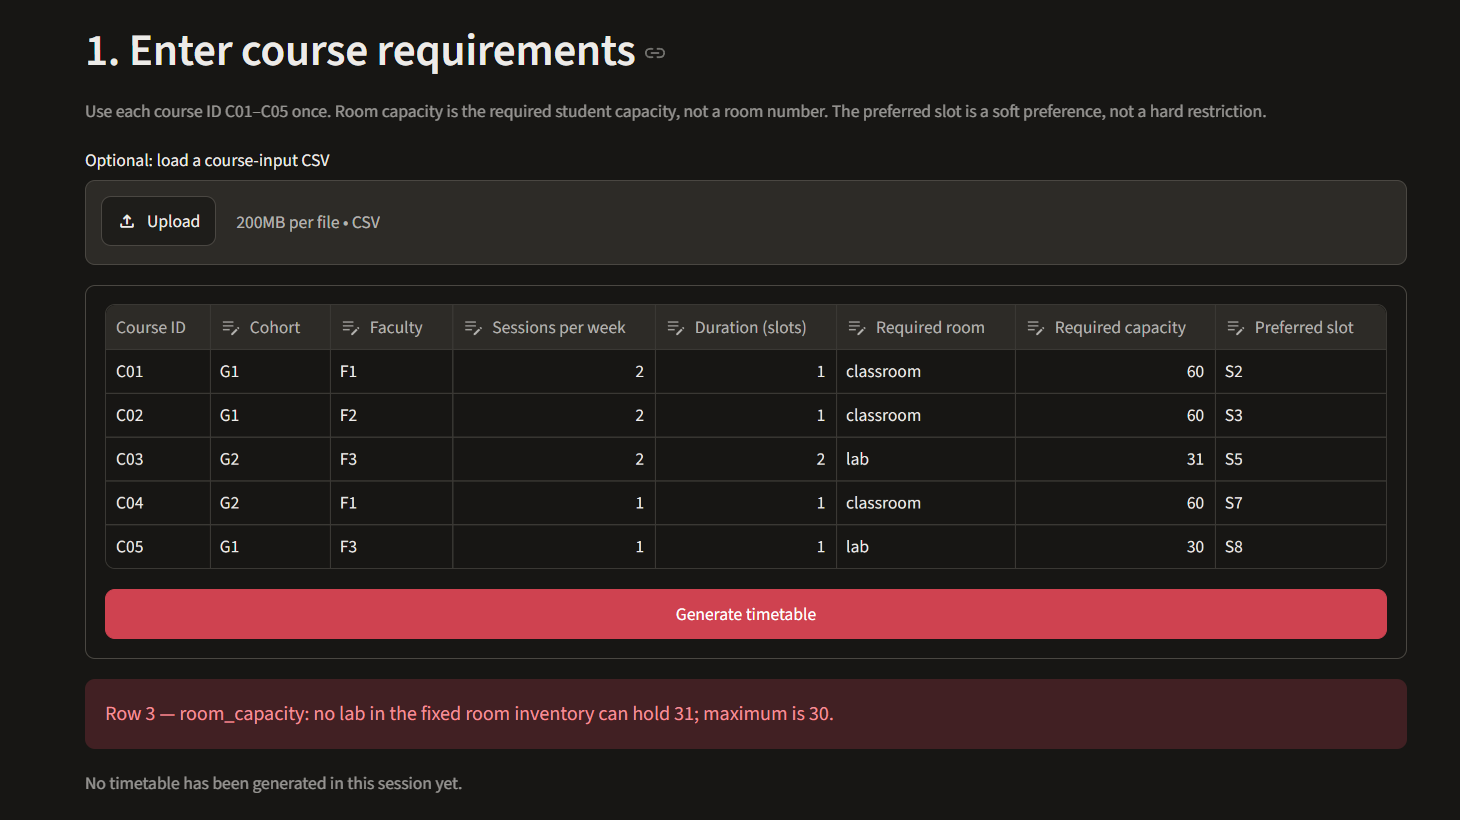 1. Enter course requirements
Use each course ID C01–C05 once. Room capacity is the required student capacity, not a room number. The preferred slot is a soft preference, not a hard restriction.
Optional: load a course-input CSV
Upload 200MB per file • CSV
Course ID Cohort Faculty Sessions per week Duration (slots) Required room Required capacity Preferred slot
C01 G1 F1 2 1 classroom 60 S2
C02 G1 F2 2 1 classroom 60 S3
C03 G2 F3 2 2 lab 31 S5
C04 G2 F1 1 1 classroom 60 S7
C05 G1 F3 1 1 lab 30 S8
Generate timetable
Row 3 — room_capacity: no lab in the fixed room inventory can hold 31; maximum is 30.
No timetable has been generated in this session yet.